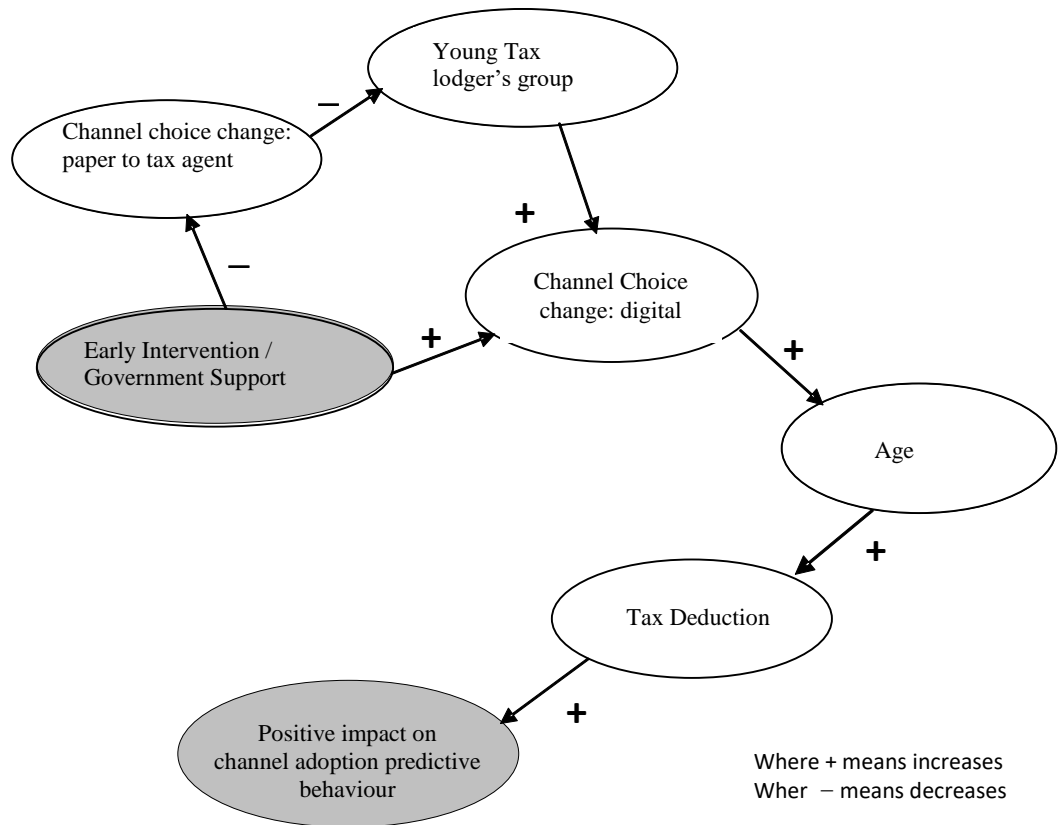 Young Tax
lodger's group
−
Channel choice change:
paper to tax agent
+
−
Channel Choice
change: digital
Early Intervention /
Government Support
+
+
Age
+
Tax Deduction
+
Positive impact on
channel adoption predictive
behaviour
Where + means increases
Wher − means decreases